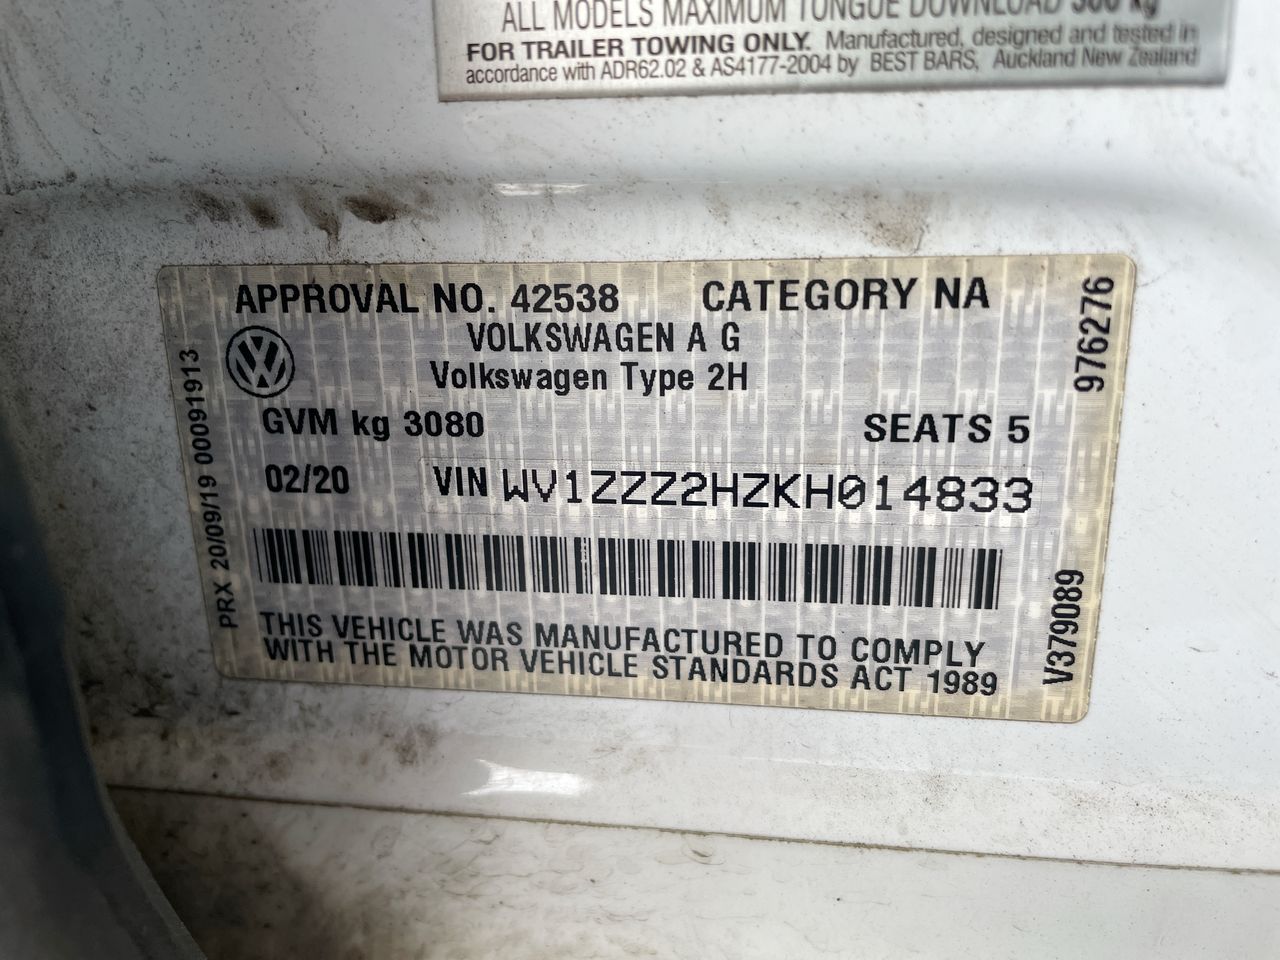 ALL MODELS MAXIMUM TONGUE DOWNLOAD 300 kg
FOR TRAILER TOWING ONLY. Manufactured, designed and tested in
accordance with ADR62.02 & AS4177-2004 by BEST BARS, Auckland New Zealand
APPROVAL NO. 42538 CATEGORY NA
VOLKSWAGEN A G
Volkswagen Type 2H
GVM kg 3080 SEATS 5
02/20 VIN WV1ZZZ2HZKH014833
THIS VEHICLE WAS MANUFACTURED TO COMPLY
WITH THE MOTOR VEHICLE STANDARDS ACT 1989
PRX 20/09/19 00091913
976276
V379089